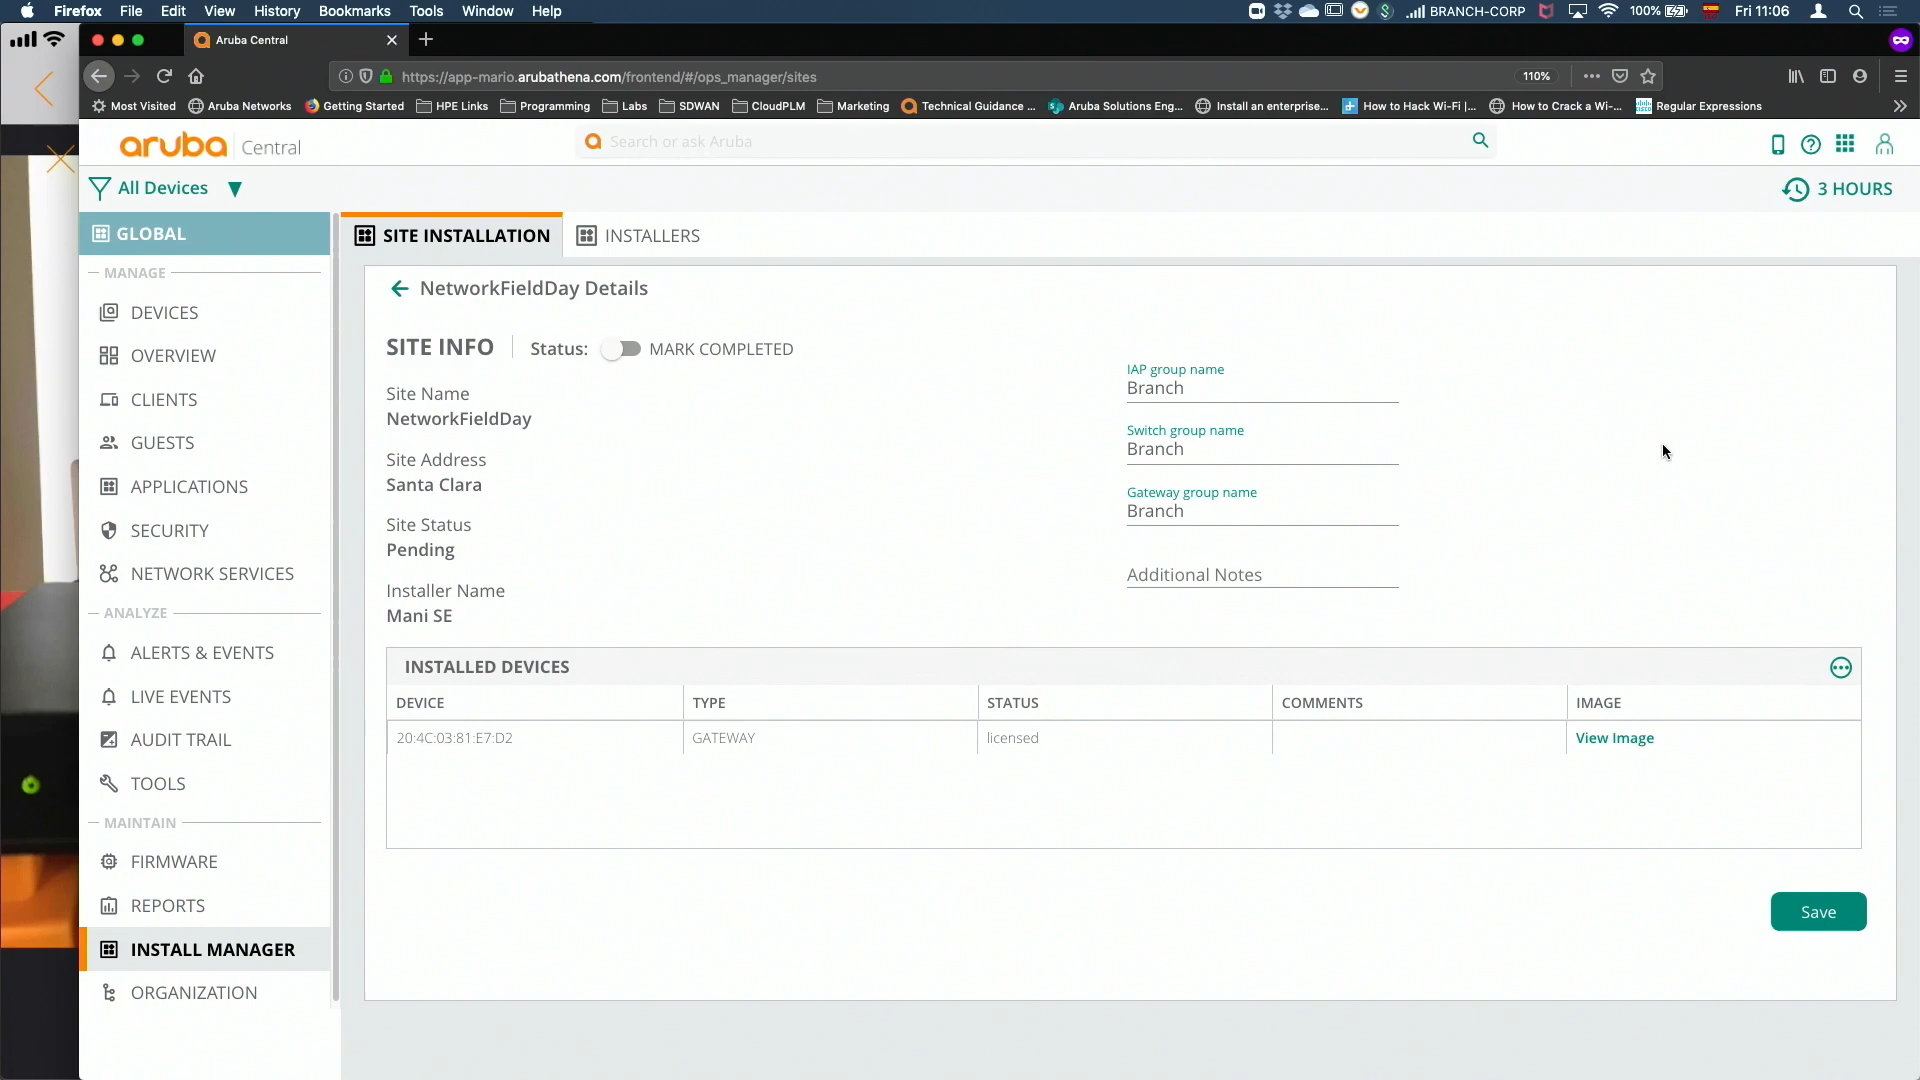 Firefox File Edit View History Bookmarks Tools Window Help
BRANCH-CORP 100% Fri 11:06
Aruba Central
https://app-mario.arubathena.com/frontend/#/ops_manager/sites 110%
Most Visited Aruba Networks Getting Started HPE Links Programming Labs SDWAN CloudPLM Marketing Technical Guidance ... Aruba Solutions Eng... Install an enterprise... How to Hack Wi-Fi |... How to Crack a Wi-... Regular Expressions
aruba Central
Search or ask Aruba
All Devices
3 HOURS
GLOBAL
MANAGE
DEVICES
OVERVIEW
CLIENTS
GUESTS
APPLICATIONS
SECURITY
NETWORK SERVICES
ANALYZE
ALERTS & EVENTS
LIVE EVENTS
AUDIT TRAIL
TOOLS
MAINTAIN
FIRMWARE
REPORTS
INSTALL MANAGER
ORGANIZATION
SITE INSTALLATION INSTALLERS
NetworkFieldDay Details
SITE INFO Status: MARK COMPLETED
Site Name
NetworkFieldDay
Site Address
Santa Clara
Site Status
Pending
Installer Name
Mani SE
IAP group name
Branch
Switch group name
Branch
Gateway group name
Branch
Additional Notes
INSTALLED DEVICES
DEVICE TYPE STATUS COMMENTS IMAGE
20:4C:03:81:E7:D2 GATEWAY licensed View Image
Save